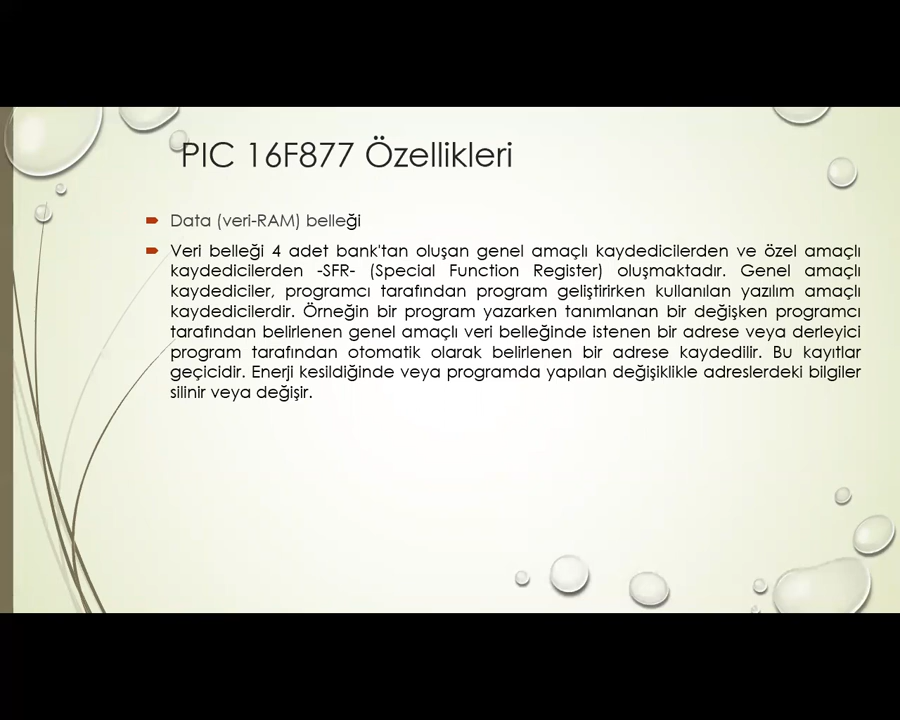 PIC 16F877 Özellikleri
Data (veri-RAM) belleği
Veri belleği 4 adet bank'tan oluşan genel amaçlı kaydedicilerden ve özel amaçlı
kaydedicilerden -SFR- (Special Function Register) oluşmaktadır. Genel amaçlı
kaydediciler, programcı tarafından program geliştirirken kullanılan yazılım amaçlı
kaydedicilerdir. Örneğin bir program yazarken tanımlanan bir değişken programcı
tarafından belirlenen genel amaçlı veri belleğinde istenen bir adrese veya derleyici
program tarafından otomatik olarak belirlenen bir adrese kaydedilir. Bu kayıtlar
geçicidir. Enerji kesildiğinde veya programda yapılan değişiklikle adreslerdeki bilgiler
silinir veya değişir.